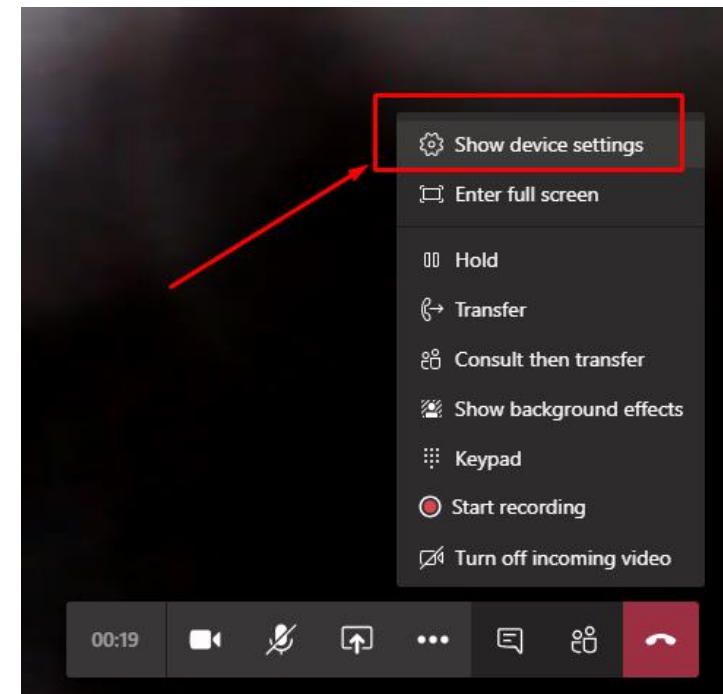 Show device settings
Enter full screen
Hold
Transfer
Consult then transfer
Show background effects
Keypad
Start recording
Turn off incoming video
00:19